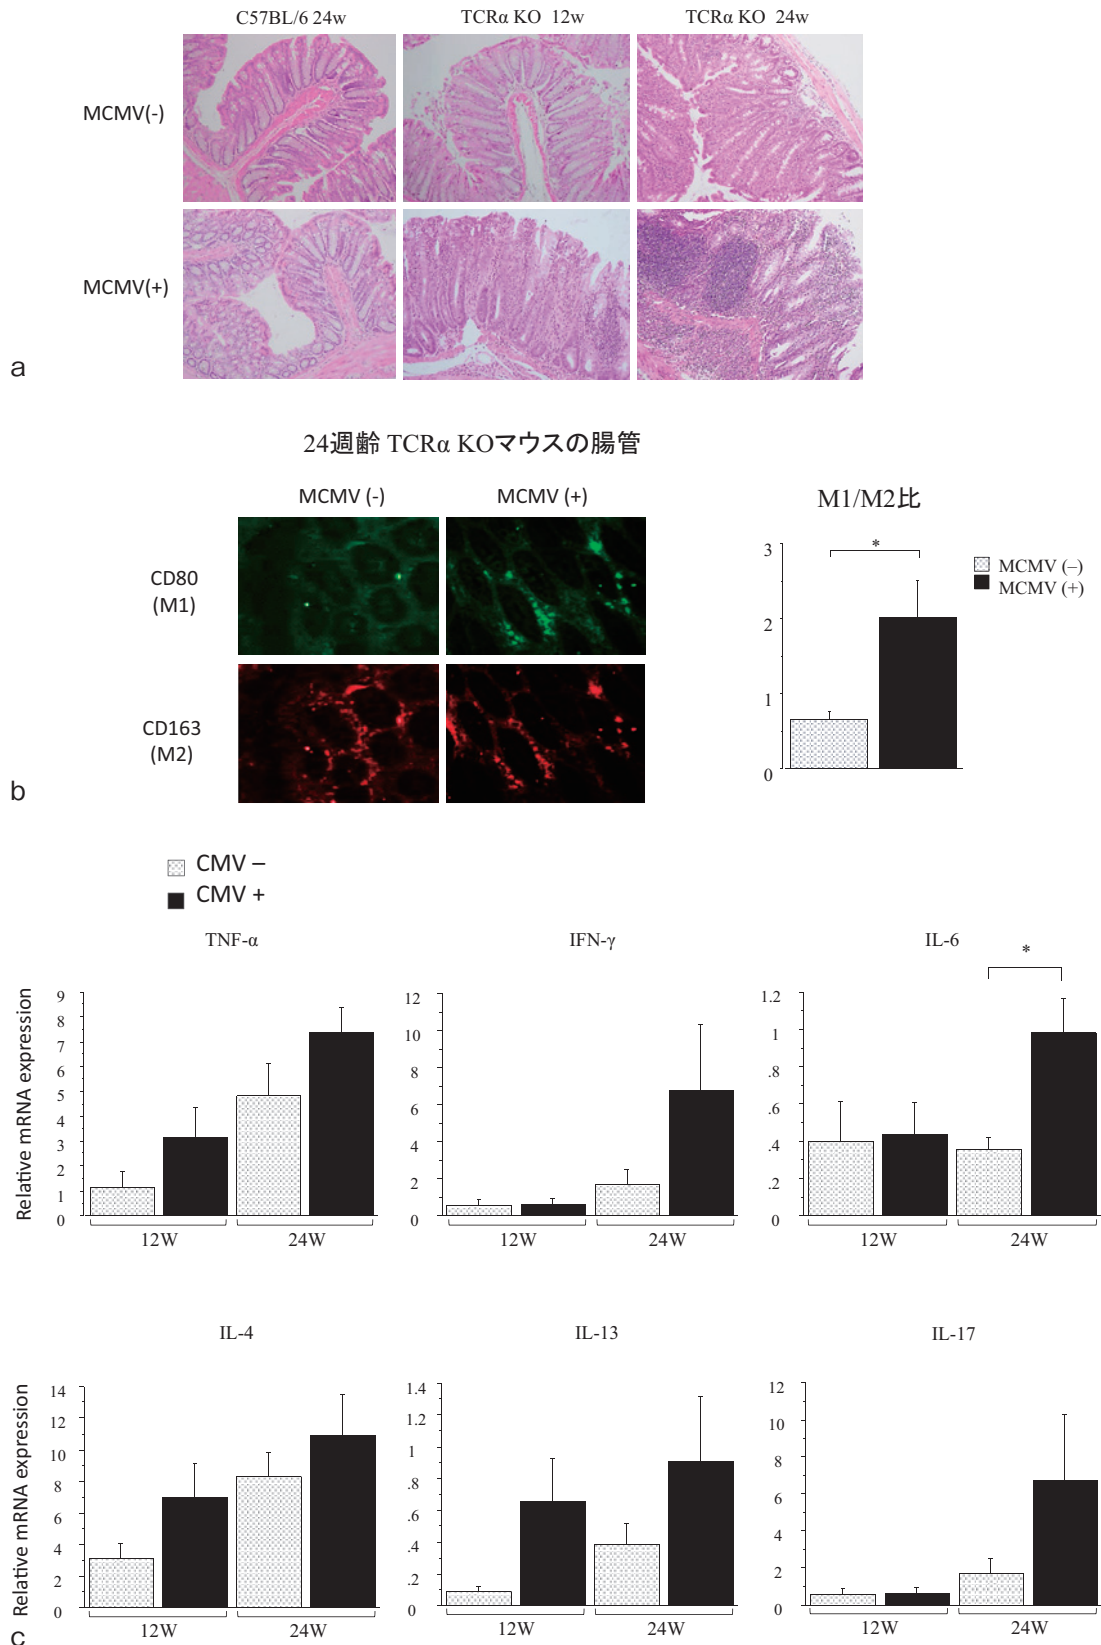 C57BL/6 24w
TCRα KO 12w
TCRα KO 24w
MCMV(-)
MCMV(+)
a
24週齢 TCRα KOマウスの腸管
MCMV (-)
MCMV (+)
CD80
(M1)
CD163
(M2)
M1/M2比
*
3
2
1
0
MCMV (–)
MCMV (+)
b
CMV –
CMV +
TNF-α
Relative mRNA expression
9
8
7
6
5
4
3
2
1
0
12W
24W
IFN-γ
12
10
8
6
4
2
0
12W
24W
IL-6
*
1.2
1
.8
.6
.4
.2
0
12W
24W
IL-4
Relative mRNA expression
14
12
10
8
6
4
2
0
12W
24W
IL-13
1.4
1.2
1
.8
.6
.4
.2
0
12W
24W
IL-17
12
10
8
6
4
2
0
12W
24W
c